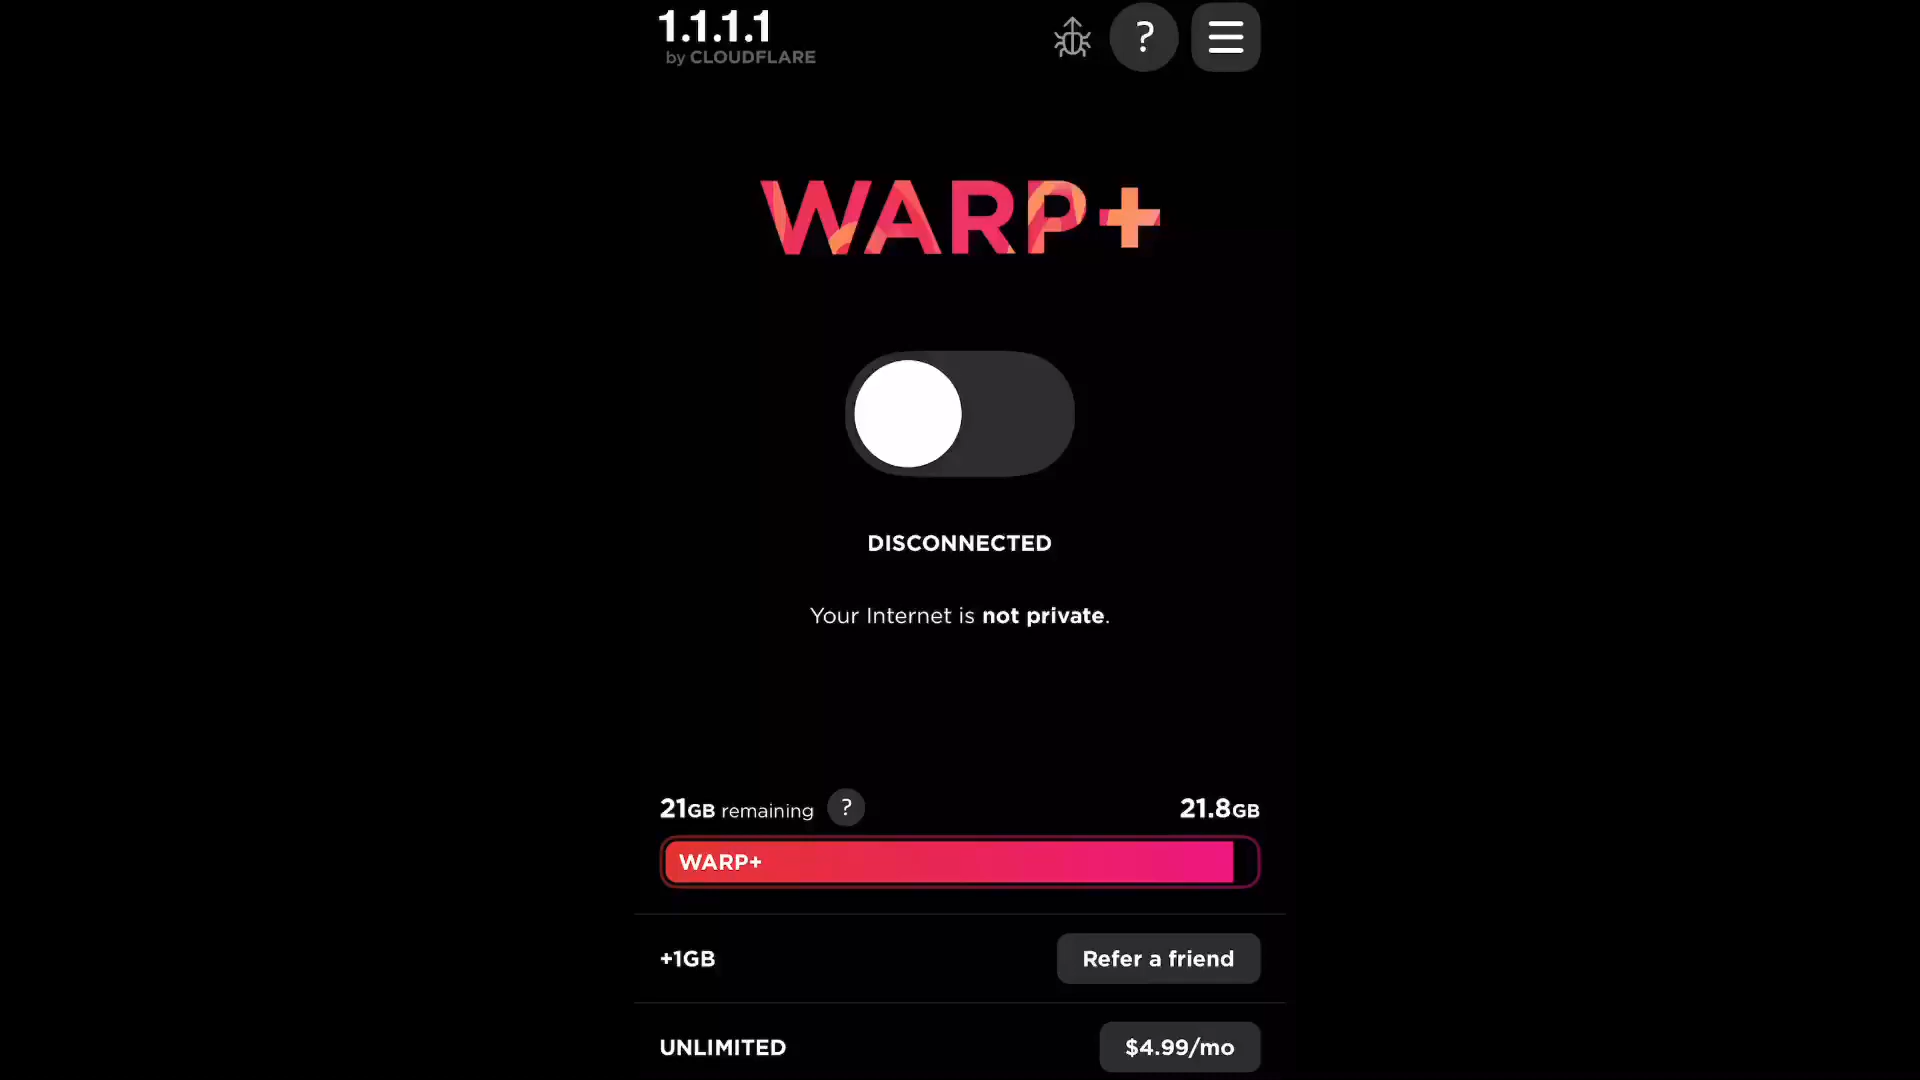 1.1.1.1
by CLOUDFLARE
?
WARP+
DISCONNECTED
Your Internet is not private.
21GB remaining ? 21.8GB
WARP+
+1GB Refer a friend
UNLIMITED $4.99/mo